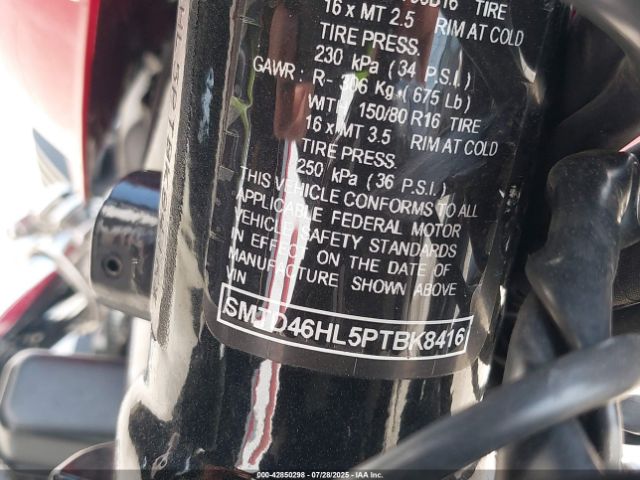 TIRE
16 x MT 2.5 RIM AT COLD
TIRE PRESS.
230 kPa (34 P.S.I.)
GAWR: R- 306 Kg (675 Lb)
WITH 150/80 R16 TIRE
16 x MT 3.5 RIM AT COLD
TIRE PRESS.
250 kPa (36 P.S.I.)
THIS VEHICLE CONFORMS TO ALL
APPLICABLE FEDERAL MOTOR
VEHICLE SAFETY STANDARDS
IN EFFECT ON THE DATE OF
MANUFACTURE SHOWN ABOVE
VIN
SMTD46HL5PTBK8416
000-42850298 - 07/28/2025 - IAA Inc.